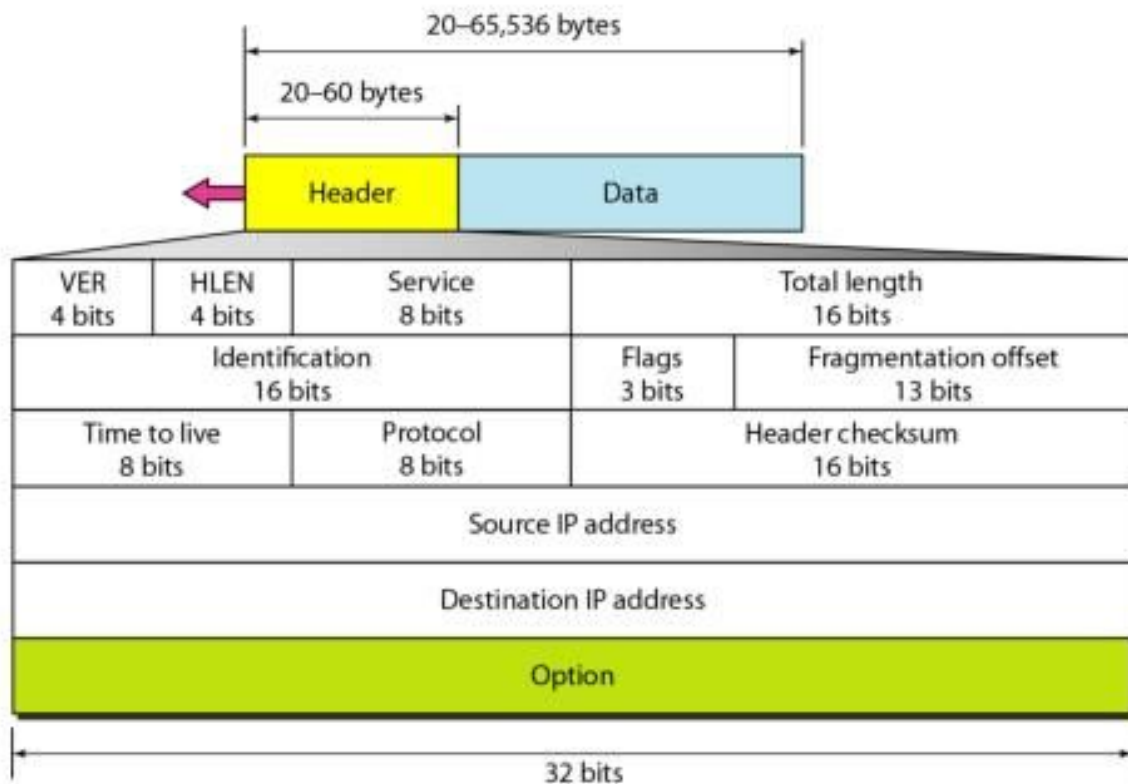 20–65,536 bytes
20–60 bytes
Header
Data
VER
4 bits
HLEN
4 bits
Service
8 bits
Total length
16 bits
Identification
16 bits
Flags
3 bits
Fragmentation offset
13 bits
Time to live
8 bits
Protocol
8 bits
Header checksum
16 bits
Source IP address
Destination IP address
Option
32 bits